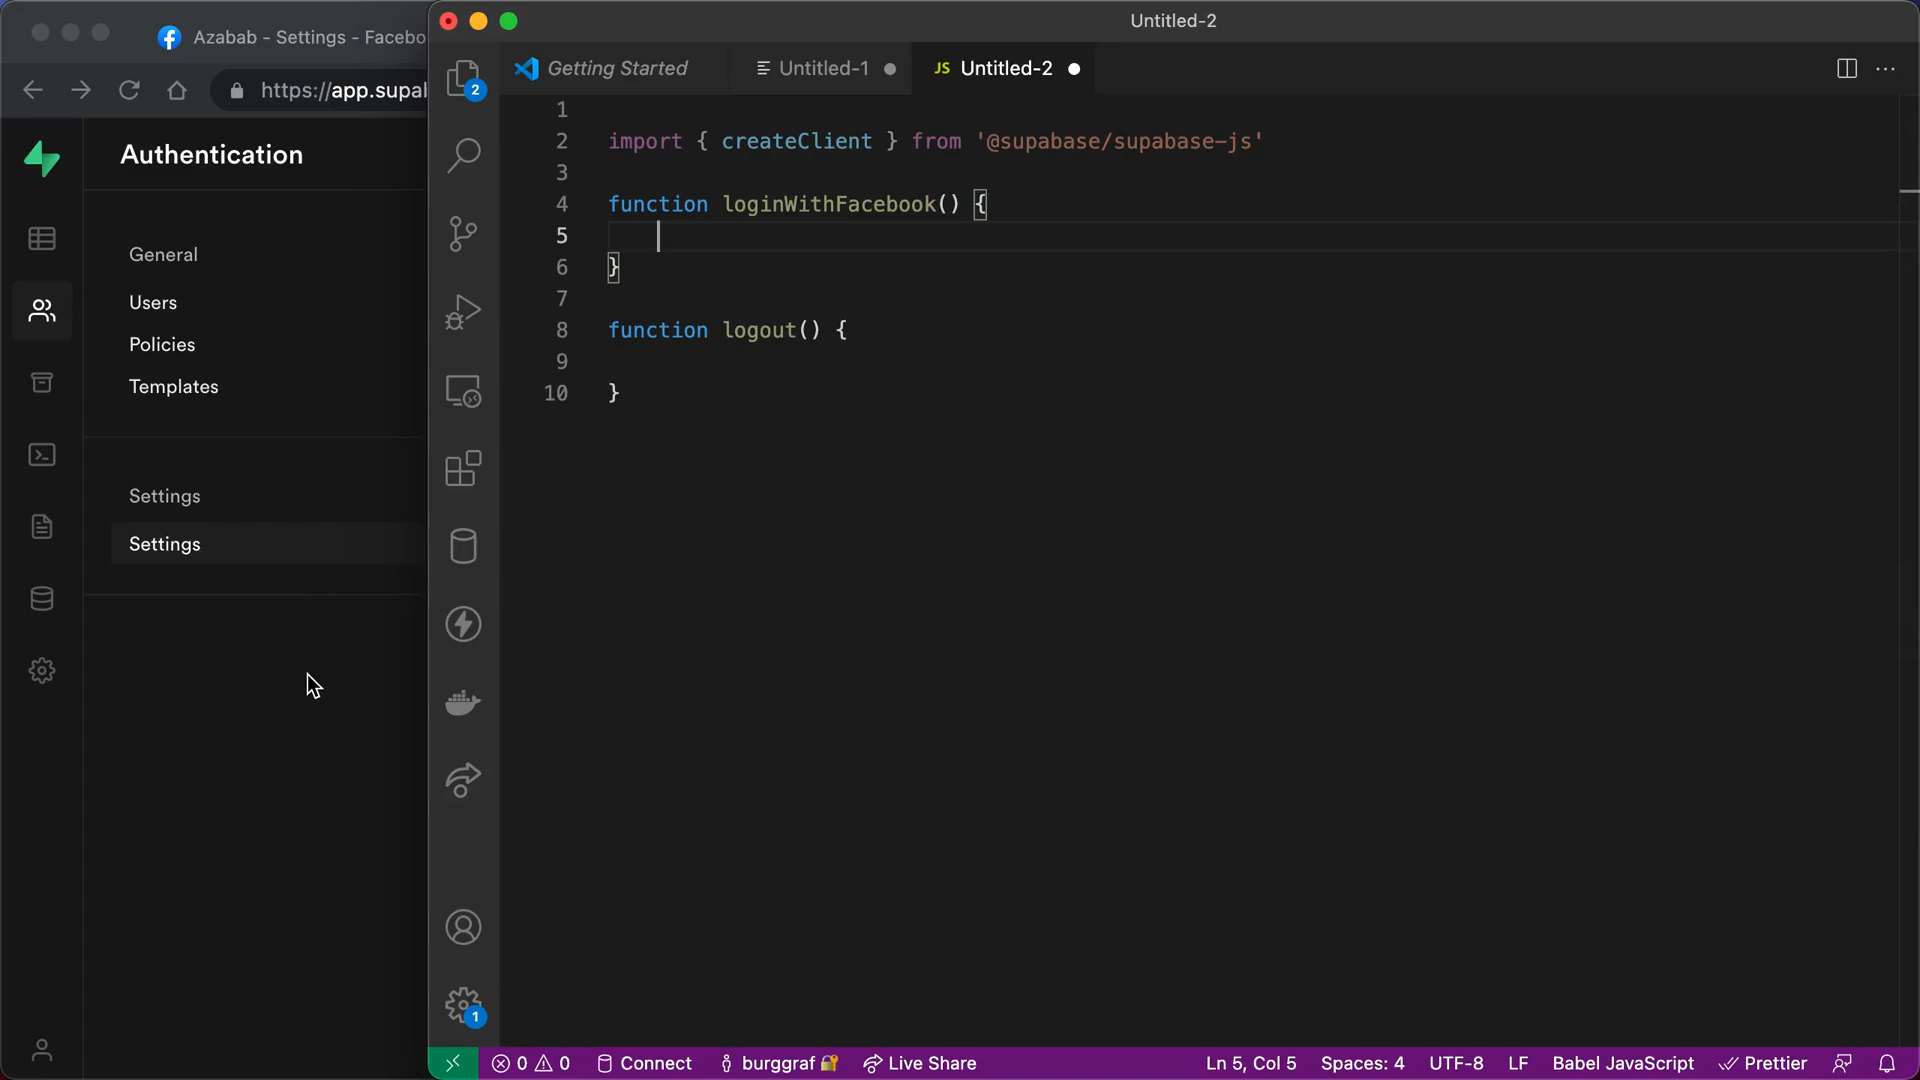 Azabab - Settings - Facebo
https://app.supab
Authentication
General
Users
Policies
Templates
Settings
Settings
Untitled-2
Getting Started
Untitled-1
JS Untitled-2
2
1
2 import { createClient } from '@supabase/supabase-js'
3
4 function loginWithFacebook() {
5
6 }
7
8 function logout() {
9
10 }
1
0 0 Connect burggraf Live Share
Ln 5, Col 5 Spaces: 4 UTF-8 LF Babel JavaScript Prettier